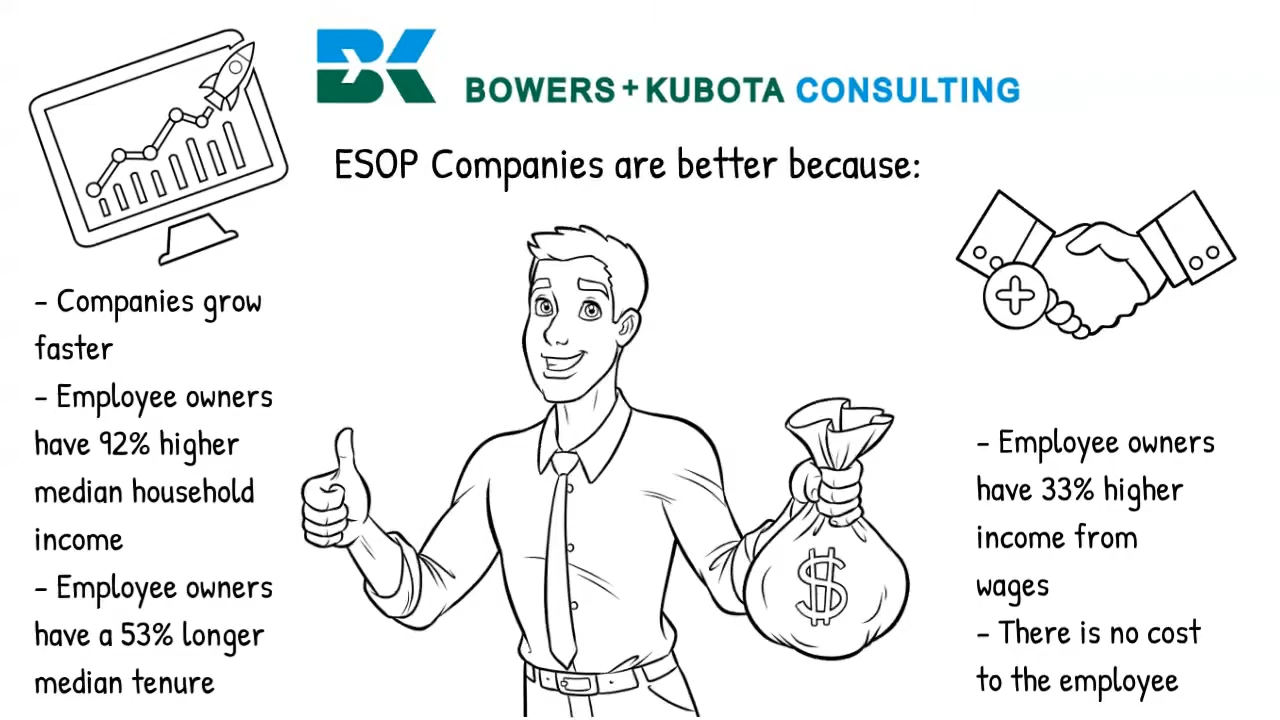 BK
BOWERS + KUBOTA CONSULTING
ESOP Companies are better because:
- Companies grow
faster
- Employee owners
have 92% higher
median household
income
- Employee owners
have a 53% longer
median tenure
- Employee owners
have 33% higher
income from
wages
- There is no cost
to the employee
$